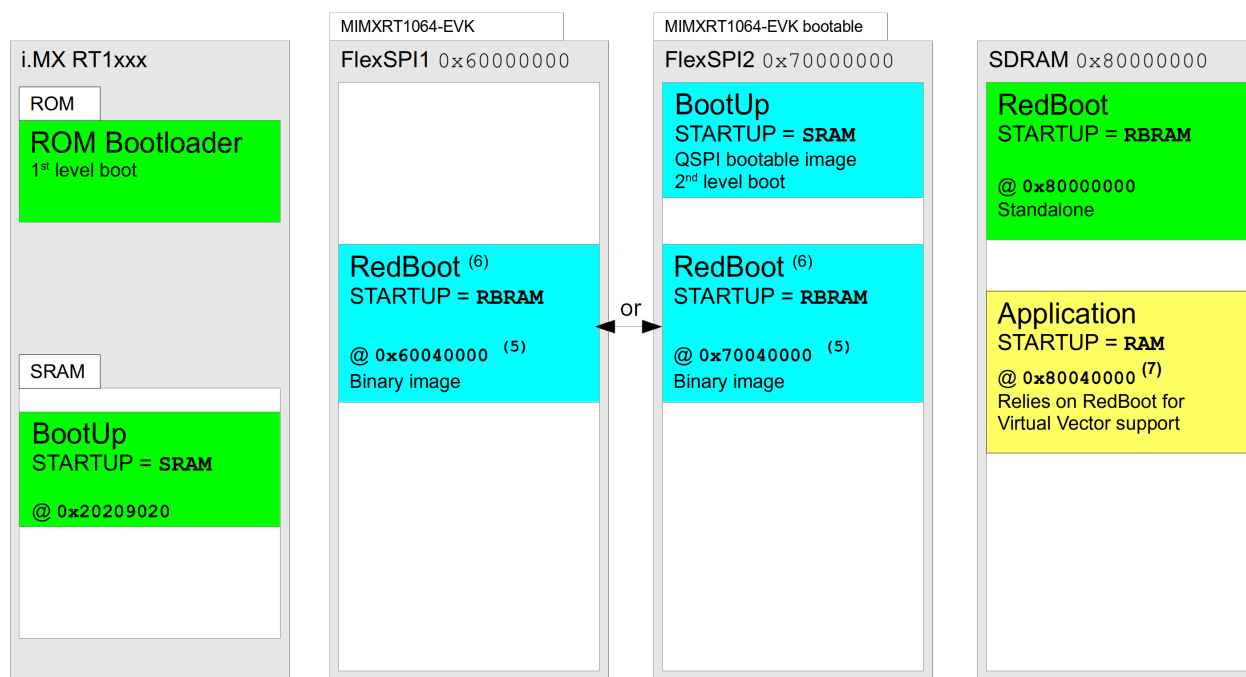 i.MX RT1xxx
ROM
ROM Bootloader
1st level boot
SRAM
BootUp
STARTUP = SRAM
@ 0x20209020
MIMXRT1064-EVK
FlexSPI1 0x60000000
RedBoot (6)
STARTUP = RBRAM
@ 0x60040000 (5)
Binary image
or
MIMXRT1064-EVK bootable
FlexSPI2 0x70000000
BootUp
STARTUP = SRAM
QSPI bootable image
2nd level boot
RedBoot (6)
STARTUP = RBRAM
@ 0x70040000 (5)
Binary image
SDRAM 0x80000000
RedBoot
STARTUP = RBRAM
@ 0x80000000
Standalone
Application
STARTUP = RAM
@ 0x80040000 (7)
Relies on RedBoot for
Virtual Vector support